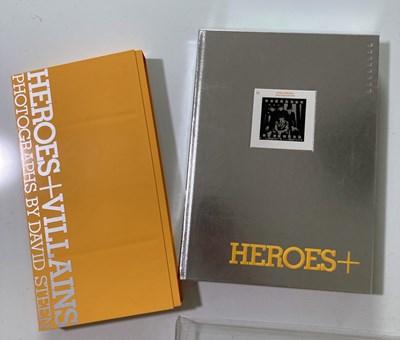 HEROES+VILLAINS
PHOTOGRAPHS BY DAVID STEEN
HEROES+